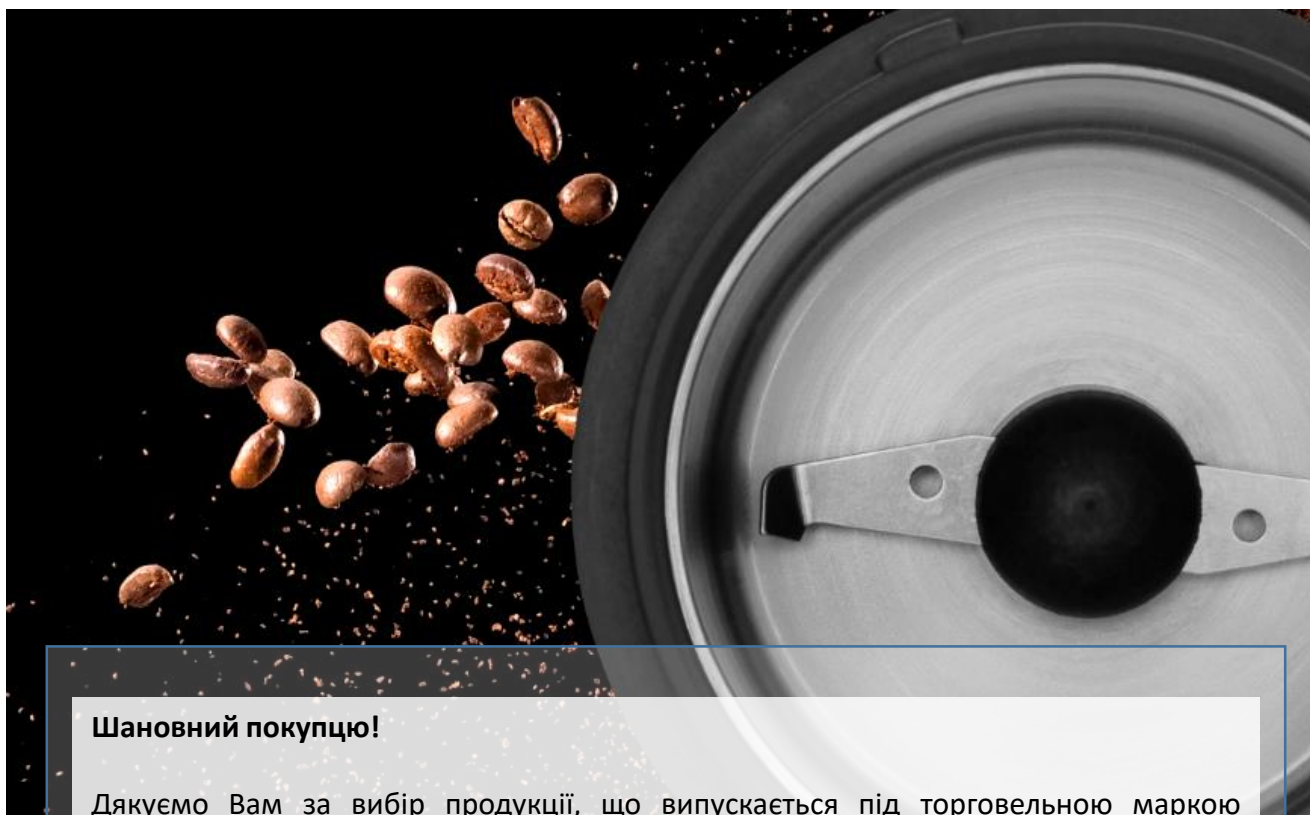 Шановний покупцю!
Дякуємо Вам за вибір продукції, що випускається під торговельною маркою